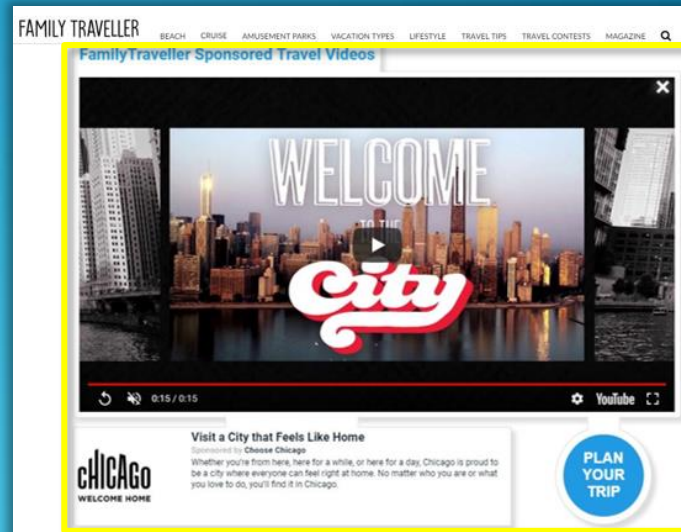 FAMILY TRAVELLER
BEACH CRUISE AMUSEMENT PARKS VACATION TYPES LIFESTYLE TRAVEL TIPS TRAVEL CONTESTS MAGAZINE
FamilyTraveller Sponsored Travel Videos
WELCOME
TO THE
City
0:15 / 0:15
YouTube
cHICAGO
WELCOME HOME
Visit a City that Feels Like Home
Sponsored by Choose Chicago
Whether you're from here, here for a while, or here for a day, Chicago is proud to
be a city where everyone can feel right at home. No matter who you are or what
you love to do, you'll find it in Chicago.
PLAN
YOUR
TRIP